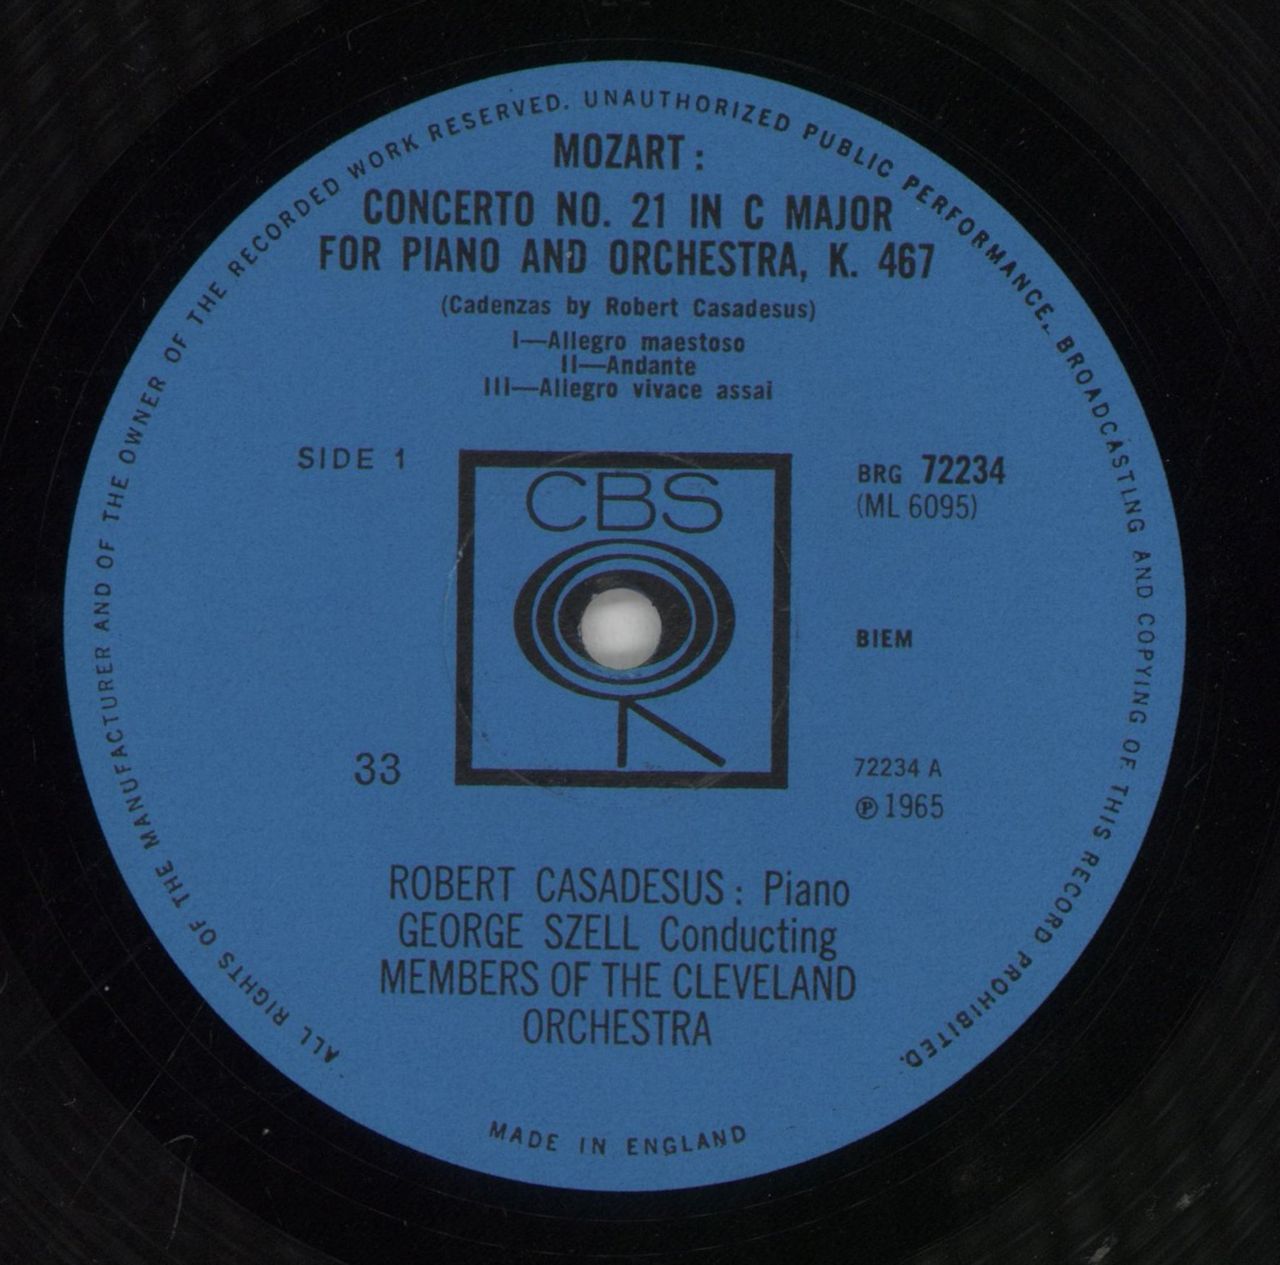 ALL RIGHTS OF THE MANUFACTURER AND OF THE OWNER OF THE RECORDED WORK RESERVED. UNAUTHORIZED PUBLIC PERFORMANCE. BROADCASTING AND COPYING OF THIS RECORD PROHIBITED.
MOZART :
CONCERTO NO. 21 IN C MAJOR
FOR PIANO AND ORCHESTRA, K. 467
(Cadenzas by Robert Casadesus)
I—Allegro maestoso
II—Andante
III—Allegro vivace assai
SIDE 1
CBS
BRG 72234
(ML 6095)
BIEM
33
72234 A
℗ 1965
ROBERT CASADESUS : Piano
GEORGE SZELL Conducting
MEMBERS OF THE CLEVELAND
ORCHESTRA
MADE IN ENGLAND